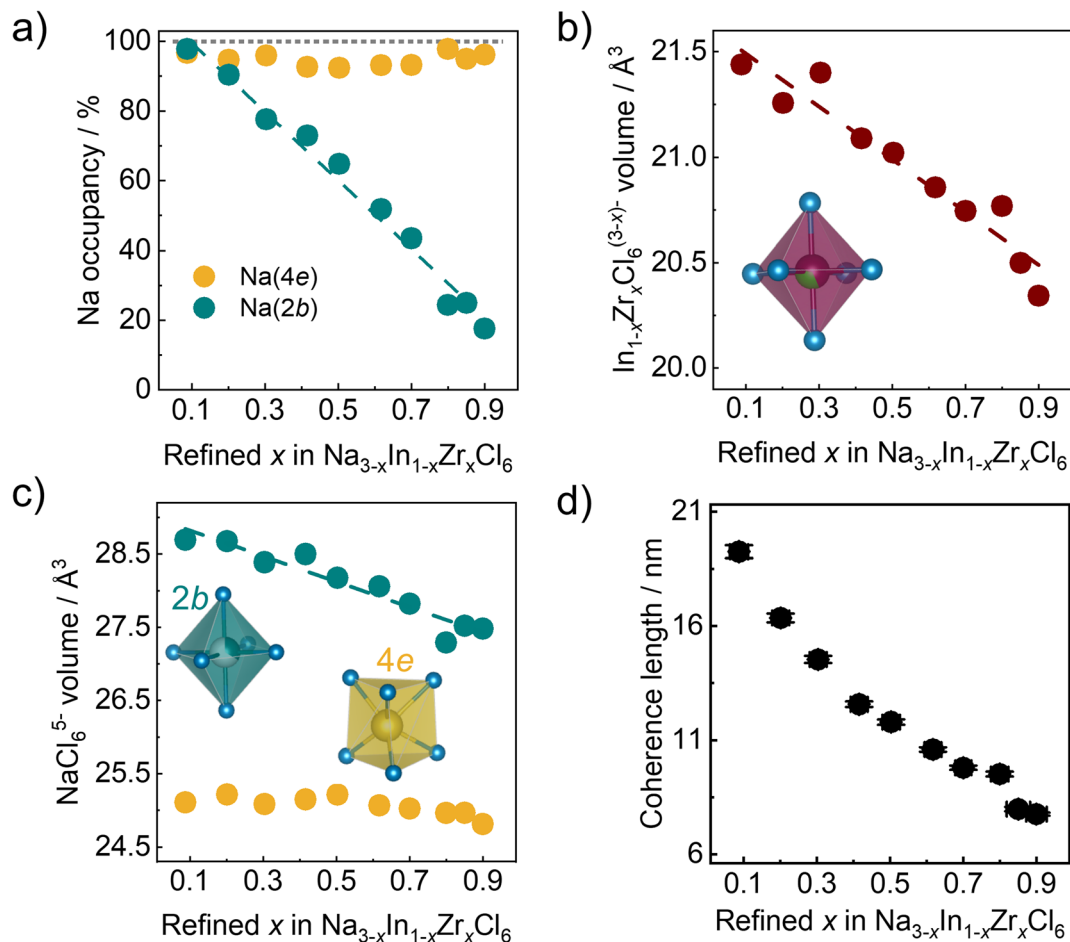 a)
Na occupancy / %
100
80
60
40
20
0
Na(4e)
Na(2b)
0.1 0.3 0.5 0.7 0.9
Refined x in Na3-xIn1-xZrxCl6
b)
In1-xZrxCl6(3-x)- volume / Å3
21.5
21.0
20.5
20.0
0.1 0.3 0.5 0.7 0.9
Refined x in Na3-xIn1-xZrxCl6
c)
NaCl65- volume / Å3
28.5
27.5
26.5
25.5
24.5
2b
4e
0.1 0.3 0.5 0.7 0.9
Refined x in Na3-xIn1-xZrxCl6
d)
Coherence length / nm
21
16
11
6
0.1 0.3 0.5 0.7 0.9
Refined x in Na3-xIn1-xZrxCl6